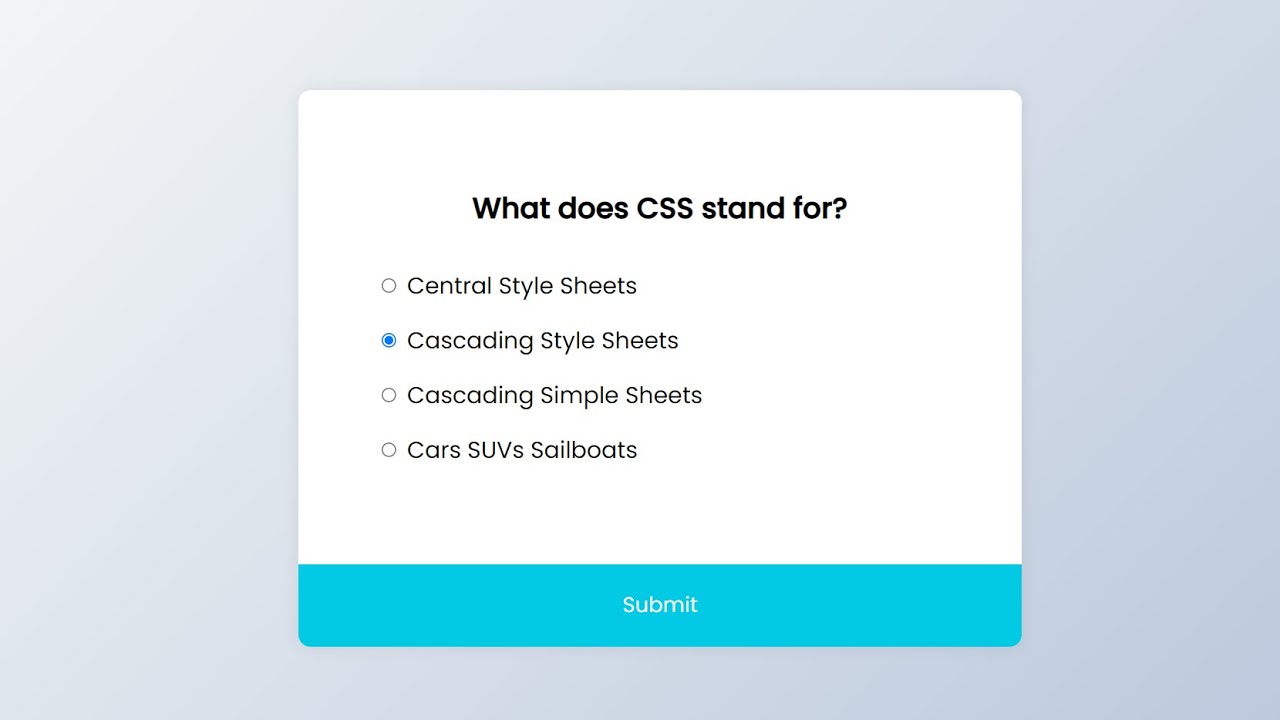 What does CSS stand for?
Central Style Sheets
Cascading Style Sheets
Cascading Simple Sheets
Cars SUVs Sailboats
Submit